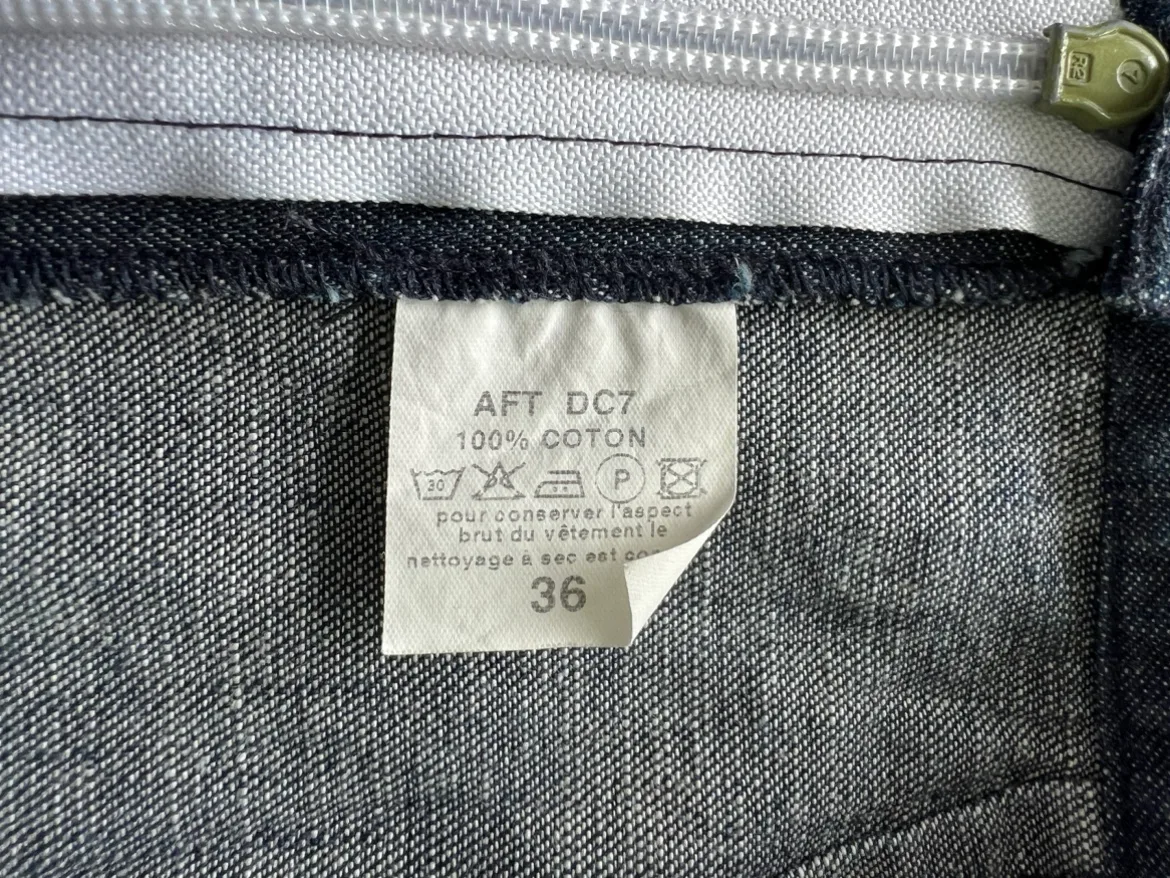 AFT DC7
100% COTON
30 P
pour conserver l'aspect
brut du vêtement le
nettoyage à sec est
36